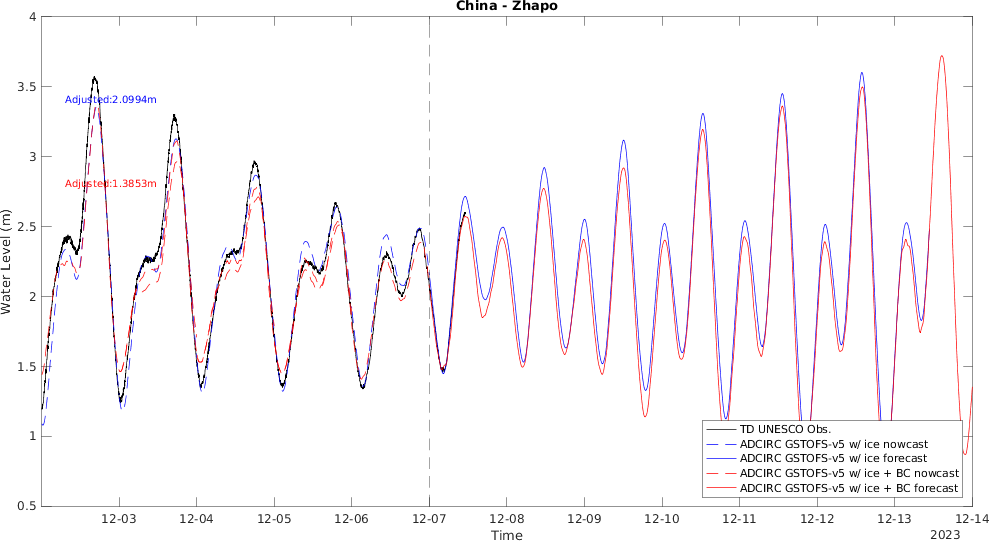 China - Zhapo
4
3.5
3
2.5
2
1.5
1
0.5
Water Level (m)
Adjusted:2.0994m
Adjusted:1.3853m
TD UNESCO Obs.
ADCIRC GSTOFS-v5 w/ ice nowcast
ADCIRC GSTOFS-v5 w/ ice forecast
ADCIRC GSTOFS-v5 w/ ice + BC nowcast
ADCIRC GSTOFS-v5 w/ ice + BC forecast
12-03 12-04 12-05 12-06 12-07 12-08 12-09 12-10 12-11 12-12 12-13 12-14
Time
2023